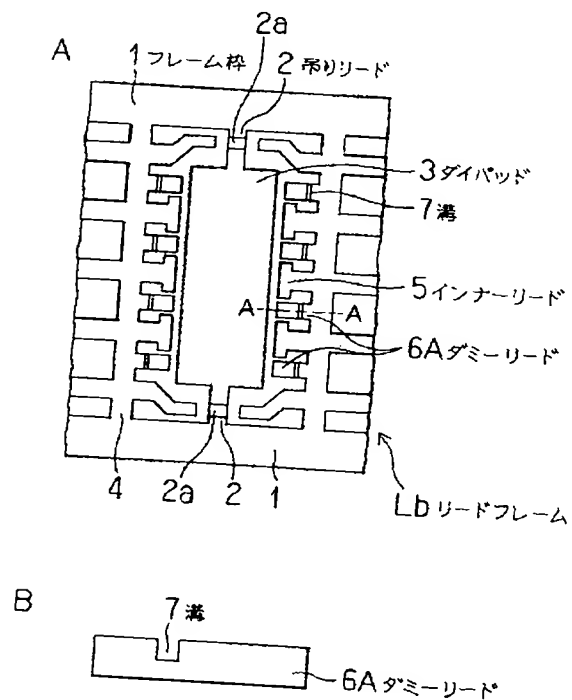 A
2a
1 フレーム枠
2 吊りリード
3 ダイパッド
7 溝
5 インナーリード
A
A
6A ダミーリード
4
2a
2
1
Lb リードフレーム
B
7 溝
6A ダミーリード